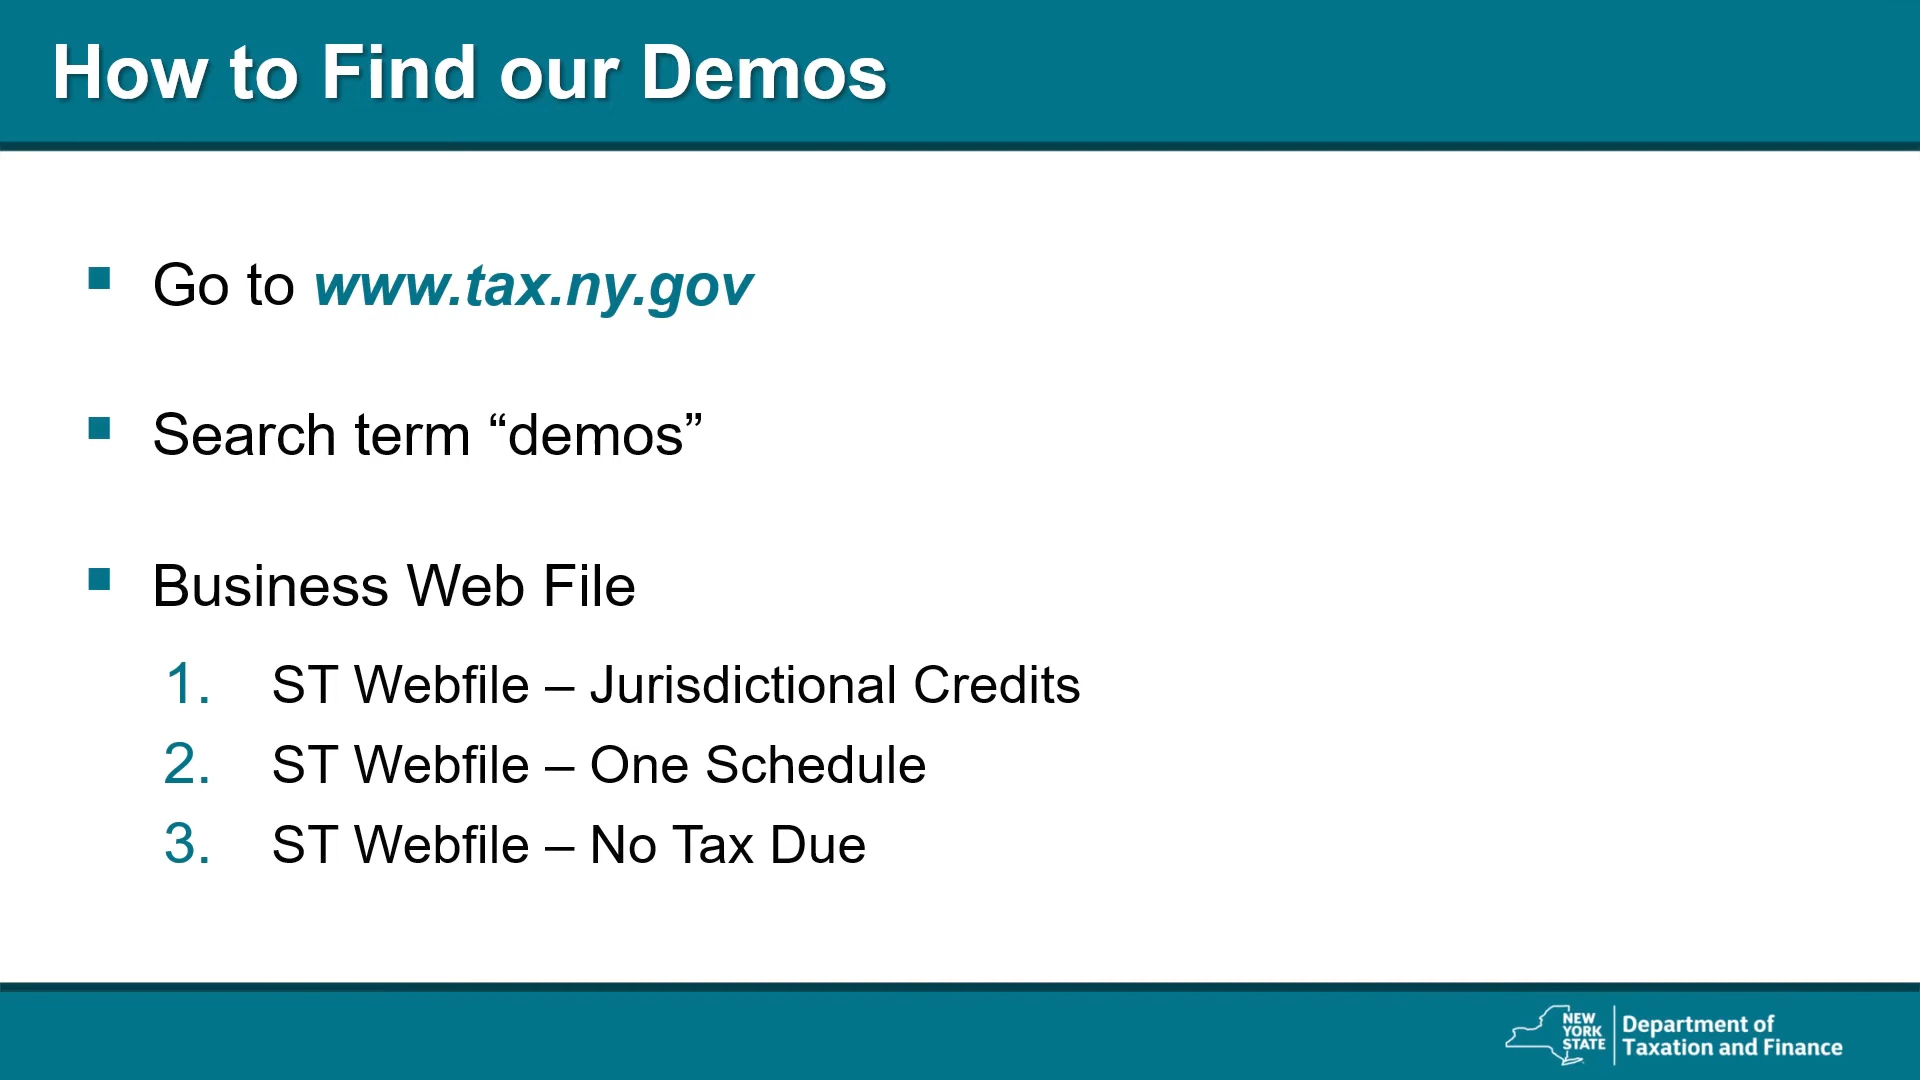 How to Find our Demos
Go to www.tax.ny.gov
Search term “demos”
Business Web File
1. ST Webfile – Jurisdictional Credits
2. ST Webfile – One Schedule
3. ST Webfile – No Tax Due
NEW
YORK
STATE
Department of
Taxation and Finance